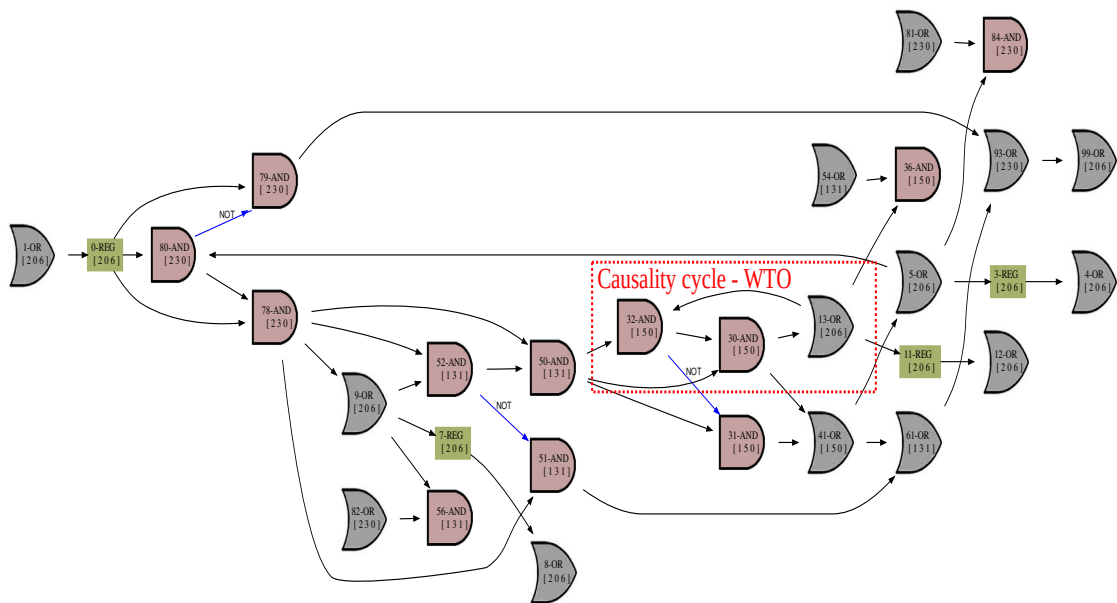 81-OR
[230]
84-AND
[230]
79-AND
[230]
54-OR
[131]
36-AND
[150]
93-OR
[230]
99-OR
[206]
NOT
1-OR
[206]
0-REG
[206]
80-AND
[230]
Causality cycle - WTO
5-OR
[206]
3-REG
[206]
4-OR
[206]
78-AND
[230]
32-AND
[150]
30-AND
[150]
13-OR
[206]
11-REG
[206]
12-OR
[206]
52-AND
[131]
50-AND
[131]
NOT
9-OR
[206]
NOT
7-REG
[206]
51-AND
[131]
31-AND
[150]
41-OR
[150]
61-OR
[131]
82-OR
[230]
56-AND
[131]
8-OR
[206]